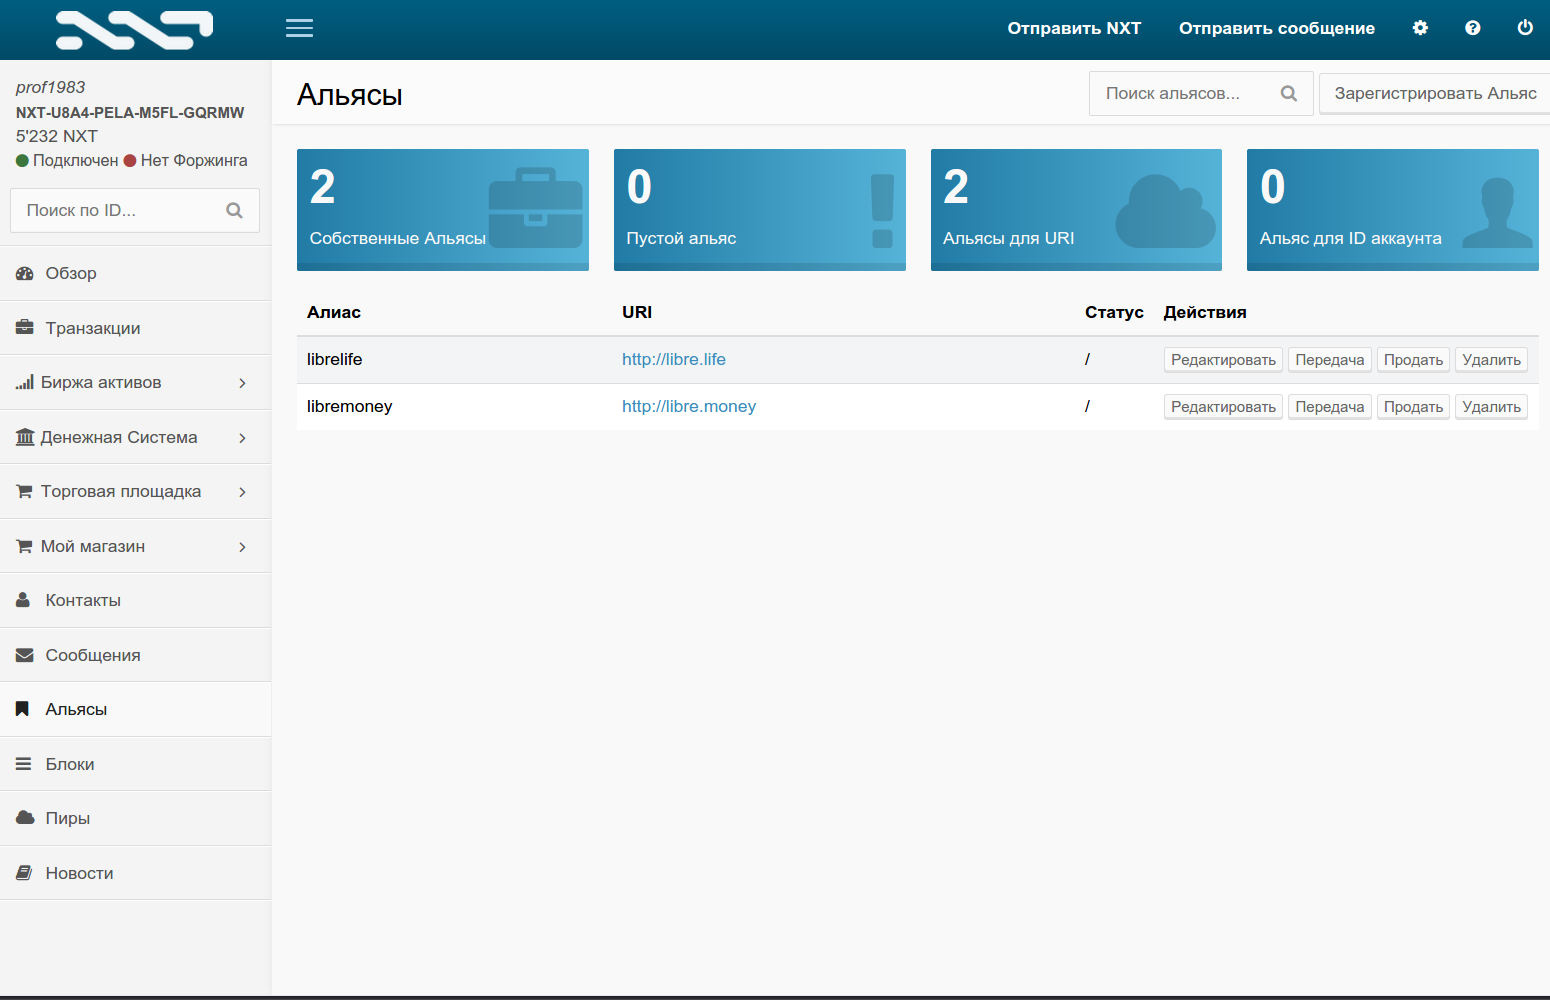 NXT
Отправить NXT
Отправить сообщение
prof1983
NXT-U8A4-PELA-M5FL-GQRMW
5'232 NXT
Подключен Нет Форжинга
Поиск по ID...
Обзор
Транзакции
Биржа активов
Денежная Система
Торговая площадка
Мой магазин
Контакты
Сообщения
Альясы
Блоки
Пиры
Новости
Альясы
Поиск альясов...
Зарегистрировать Альяс
2
Собственные Альясы
0
Пустой альяс
2
Альясы для URI
0
Альяс для ID аккаунта
Алиас URI Статус Действия
librelife http://libre.life / Редактировать Передача Продать Удалить
libremoney http://libre.money / Редактировать Передача Продать Удалить